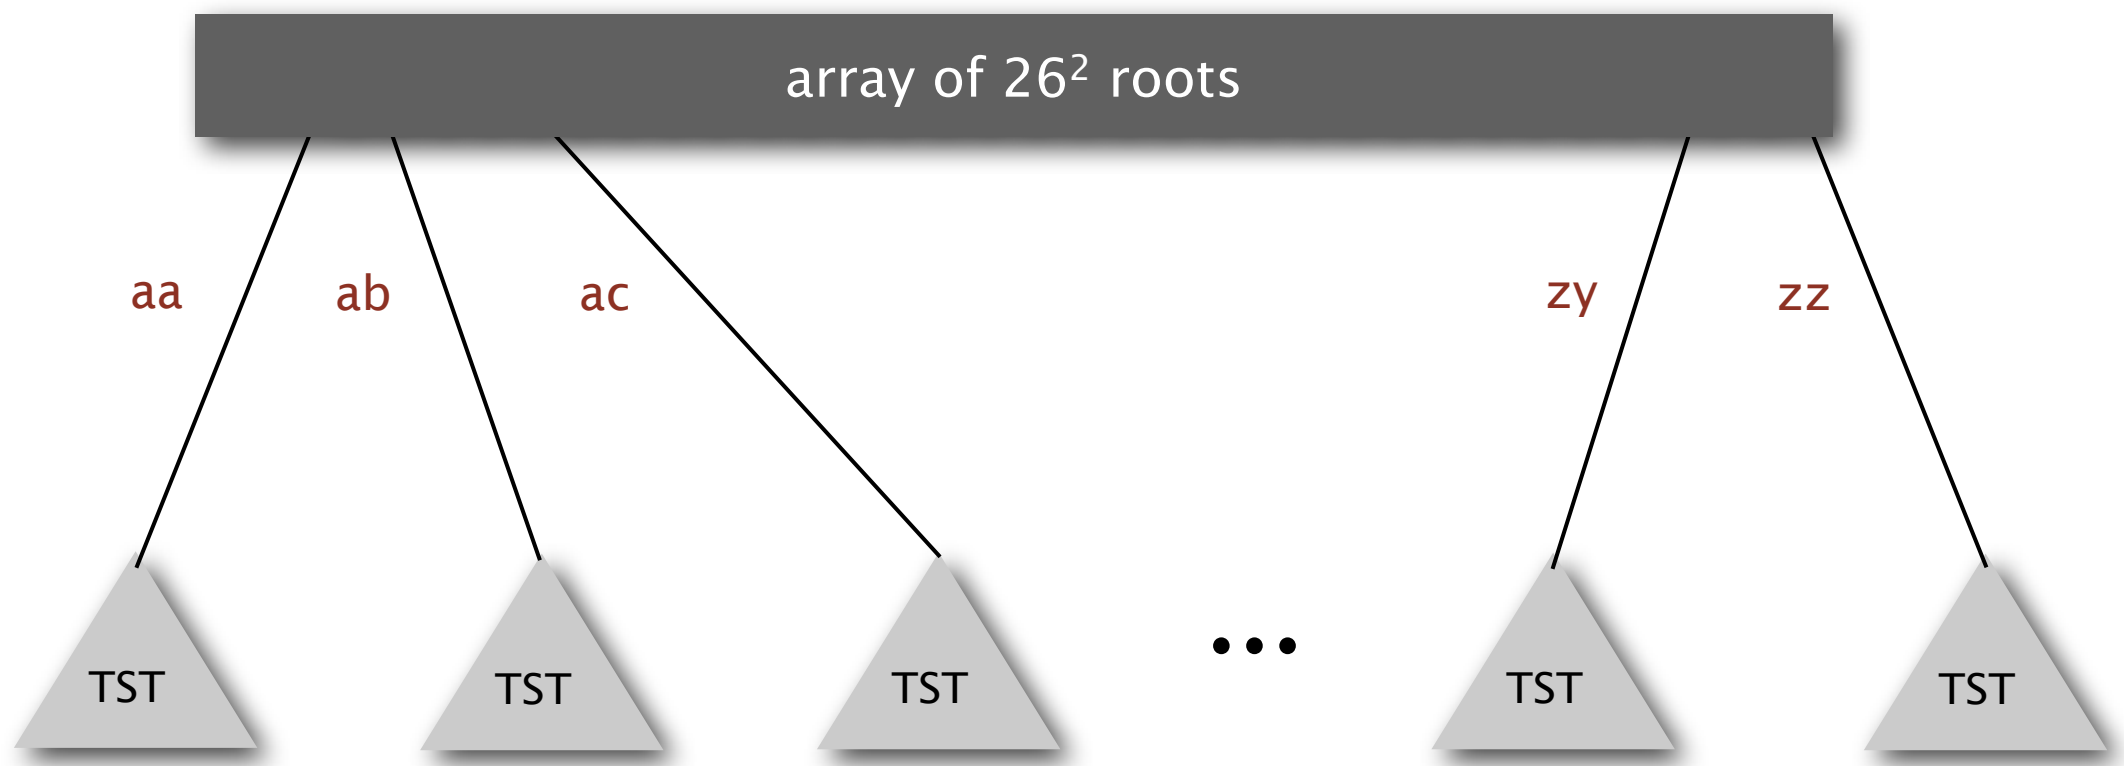 array of 26² roots
aa ab ac zy zz
TST TST TST ... TST TST